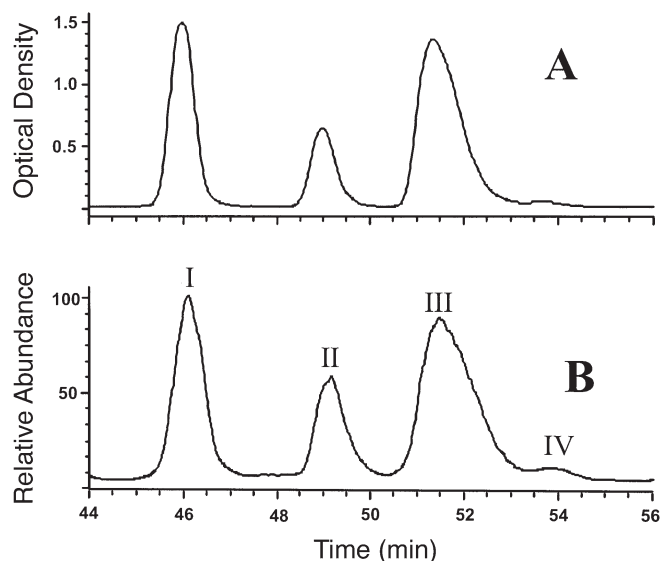 1.5
1.0
0.5
Optical Density
A
I
II
III
IV
100
50
Relative Abundance
B
44 46 48 50 52 54 56
Time (min)